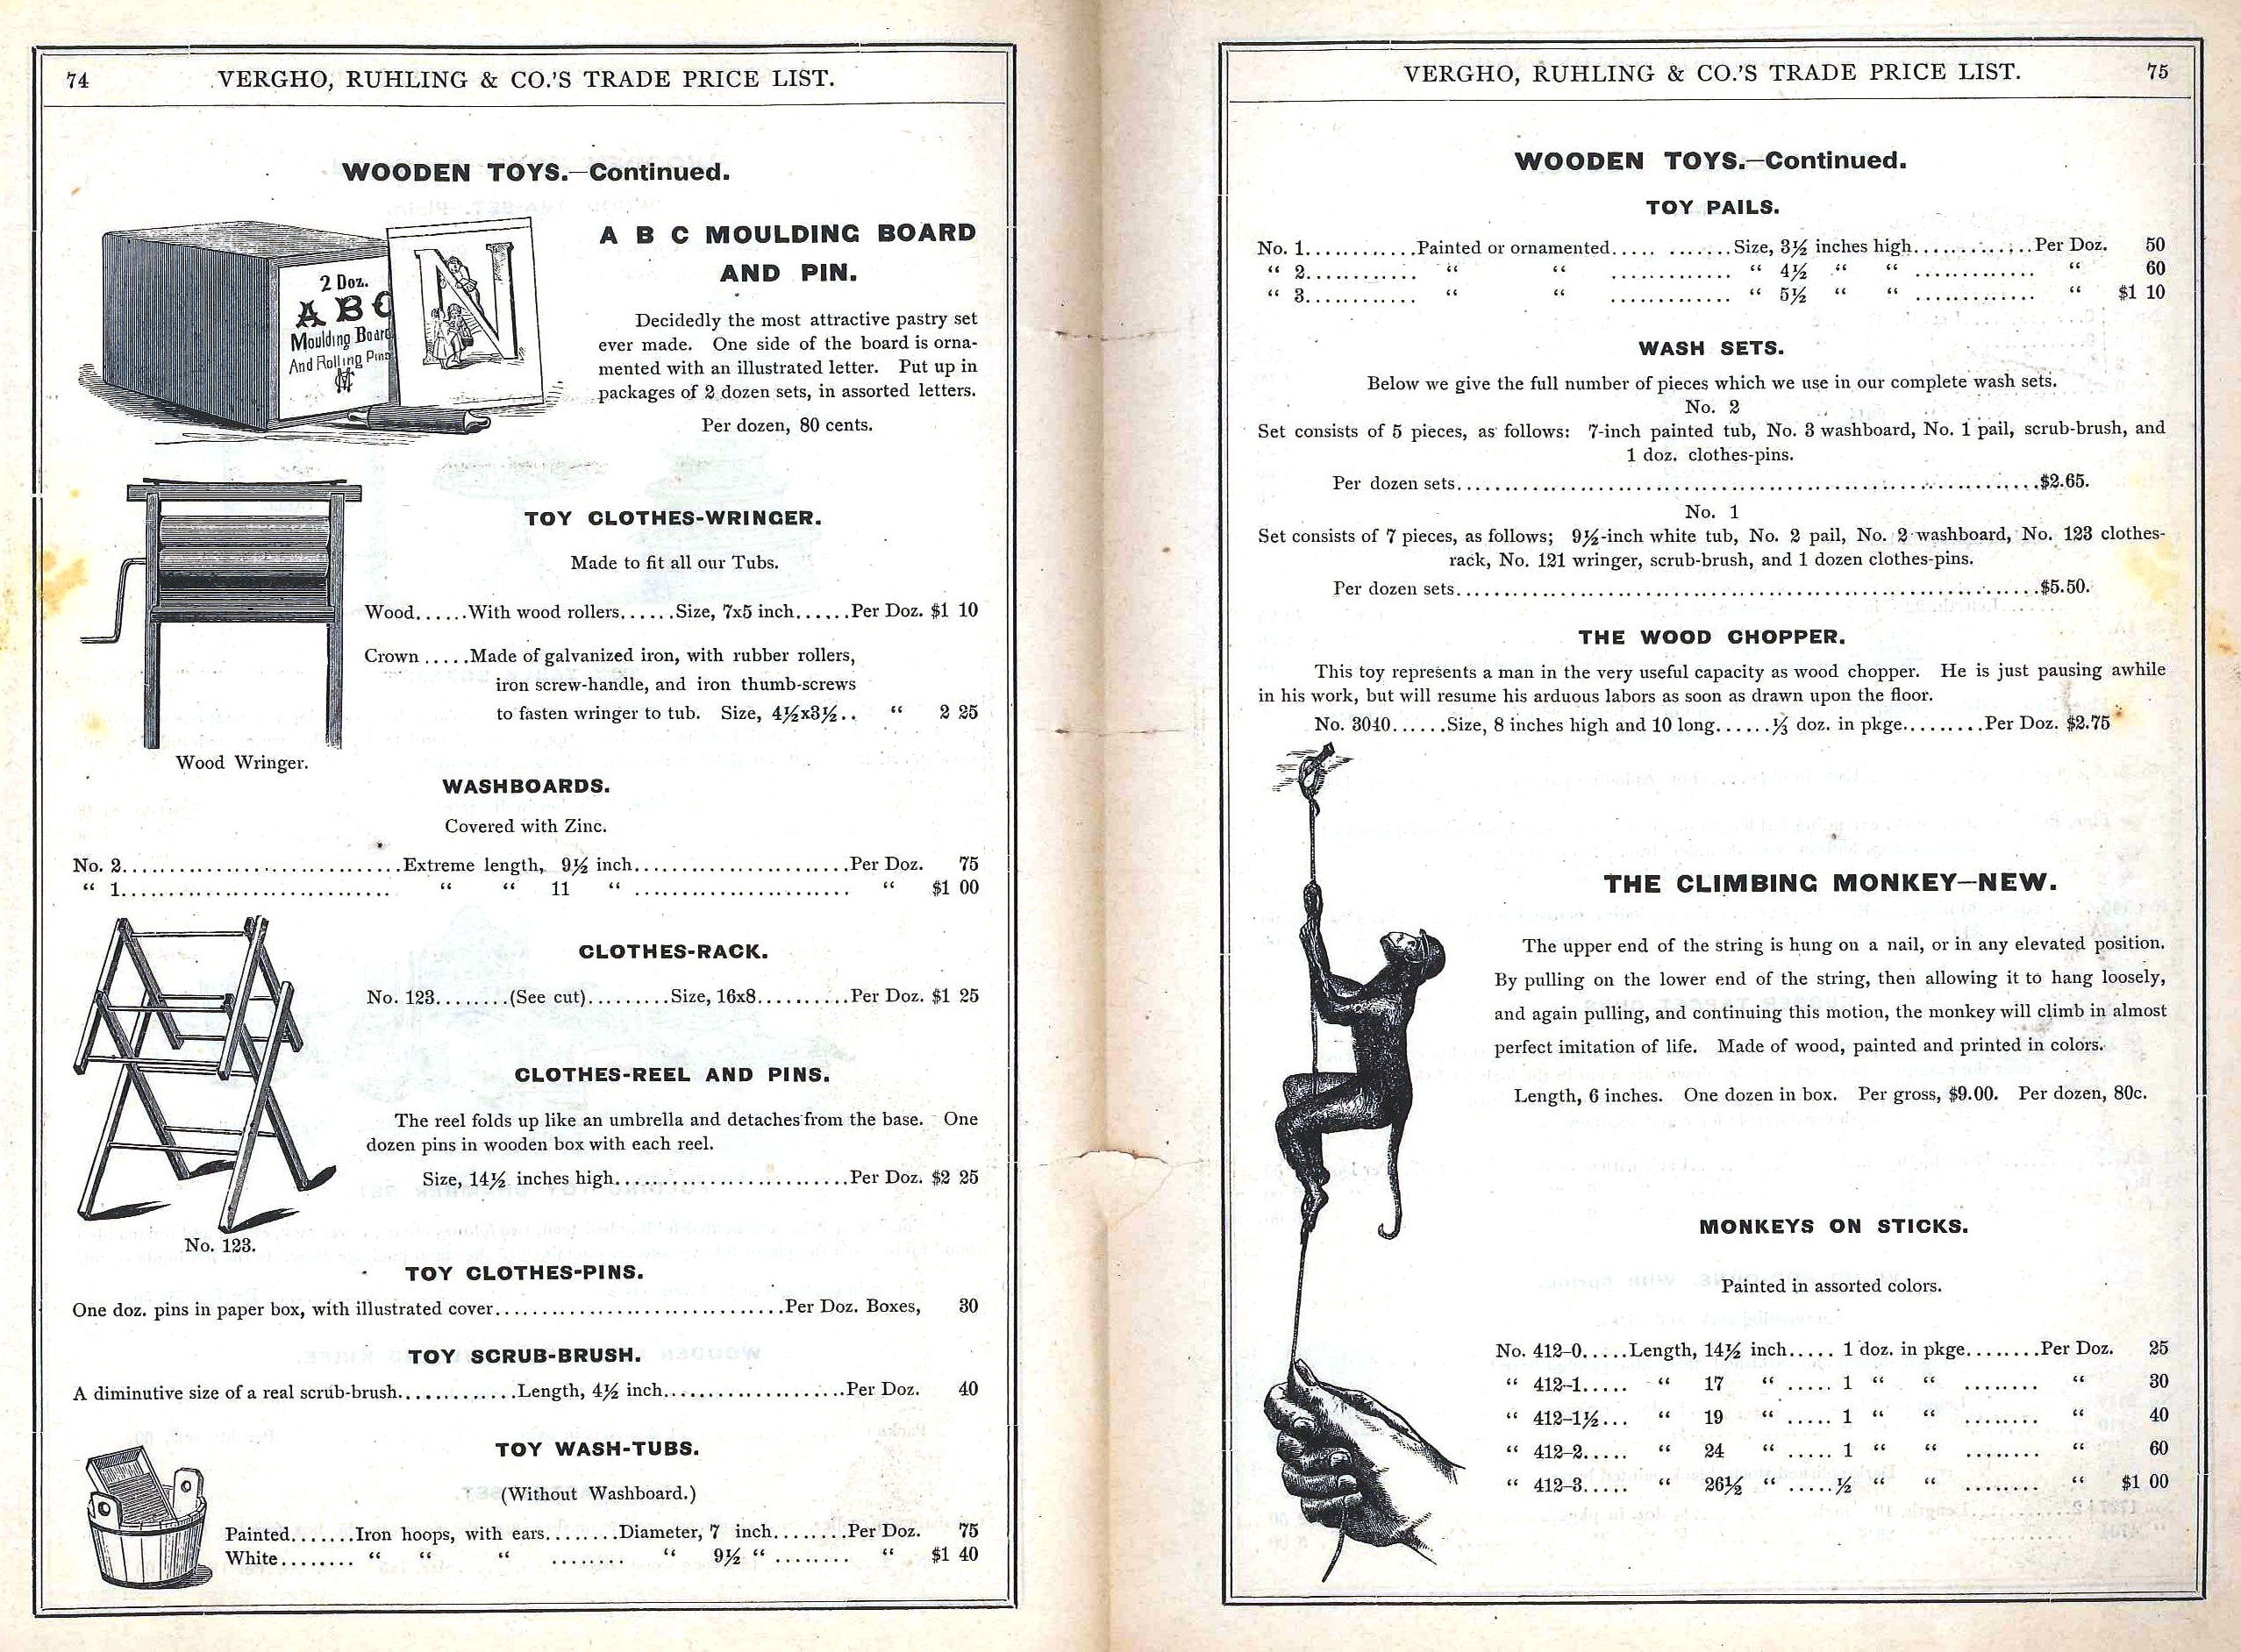 74 VERGHO, RUHLING & CO.'S TRADE PRICE LIST.
WOODEN TOYS.—Continued.
2 Doz.
A B C
Moulding Board
And Rolling Pins
A B C MOULDING BOARD
AND PIN.
Decidedly the most attractive pastry set
ever made. One side of the board is orna-
mented with an illustrated letter. Put up in
packages of 2 dozen sets, in assorted letters.
Per dozen, 80 cents.
TOY CLOTHES-WRINGER.
Made to fit all our Tubs.
Wood......With wood rollers......Size, 7x5 inch......Per Doz. $1 10
Crown .....Made of galvanized iron, with rubber rollers,
iron screw-handle, and iron thumb-screws
to fasten wringer to tub. Size, 4½x3½.. “ 2 25
Wood Wringer.
WASHBOARDS.
Covered with Zinc.
No. 2..............................Extreme length, 9½ inch.......................Per Doz. 75
“ 1............................. “ “ 11 “ ....................... “ $1 00
CLOTHES-RACK.
No. 123........(See cut).........Size, 16x8..........Per Doz. $1 25
CLOTHES-REEL AND PINS.
The reel folds up like an umbrella and detaches from the base. One
dozen pins in wooden box with each reel.
Size, 14½ inches high.........................Per Doz. $2 25
No. 123.
TOY CLOTHES-PINS.
One doz. pins in paper box, with illustrated cover...............................Per Doz. Boxes, 30
TOY SCRUB-BRUSH.
A diminutive size of a real scrub-brush.............Length, 4½ inch....................Per Doz. 40
TOY WASH-TUBS.
(Without Washboard.)
Painted.......Iron hoops, with ears........Diameter, 7 inch........Per Doz. 75
White........ “ “ “ ........ “ 9½ “ ........ “ $1 40
VERGHO, RUHLING & CO.'S TRADE PRICE LIST. 75
WOODEN TOYS.—Continued.
TOY PAILS.
No. 1............Painted or ornamented..... .......Size, 3½ inches high.............Per Doz. 50
“ 2............ “ “ ............. “ 4½ “ “ ............. “ 60
“ 3............ “ “ ............. “ 5½ “ “ ............. “ $1 10
WASH SETS.
Below we give the full number of pieces which we use in our complete wash sets.
No. 2
Set consists of 5 pieces, as follows: 7-inch painted tub, No. 3 washboard, No. 1 pail, scrub-brush, and
1 doz. clothes-pins.
Per dozen sets...............................................................$2.65.
No. 1
Set consists of 7 pieces, as follows; 9½-inch white tub, No. 2 pail, No. 2 washboard, No. 123 clothes-
rack, No. 121 wringer, scrub-brush, and 1 dozen clothes-pins.
Per dozen sets...............................................................$5.50.
THE WOOD CHOPPER.
This toy represents a man in the very useful capacity as wood chopper. He is just pausing awhile
in his work, but will resume his arduous labors as soon as drawn upon the floor.
No. 3040......Size, 8 inches high and 10 long......⅓ doz. in pkge.........Per Doz. $2.75
THE CLIMBING MONKEY—NEW.
The upper end of the string is hung on a nail, or in any elevated position.
By pulling on the lower end of the string, then allowing it to hang loosely,
and again pulling, and continuing this motion, the monkey will climb in almost
perfect imitation of life. Made of wood, painted and printed in colors.
Length, 6 inches. One dozen in box. Per gross, $9.00. Per dozen, 80c.
MONKEYS ON STICKS.
Painted in assorted colors.
No. 412-0.....Length, 14½ inch..... 1 doz. in pkge........Per Doz. 25
“ 412-1..... “ 17 “ ..... 1 “ “ ........ “ 30
“ 412-1½... “ 19 “ ..... 1 “ “ ........ “ 40
“ 412-2..... “ 24 “ ..... 1 “ “ ........ “ 60
“ 412-3..... “ 26½ “ .....½ “ “ ........ “ $1 00